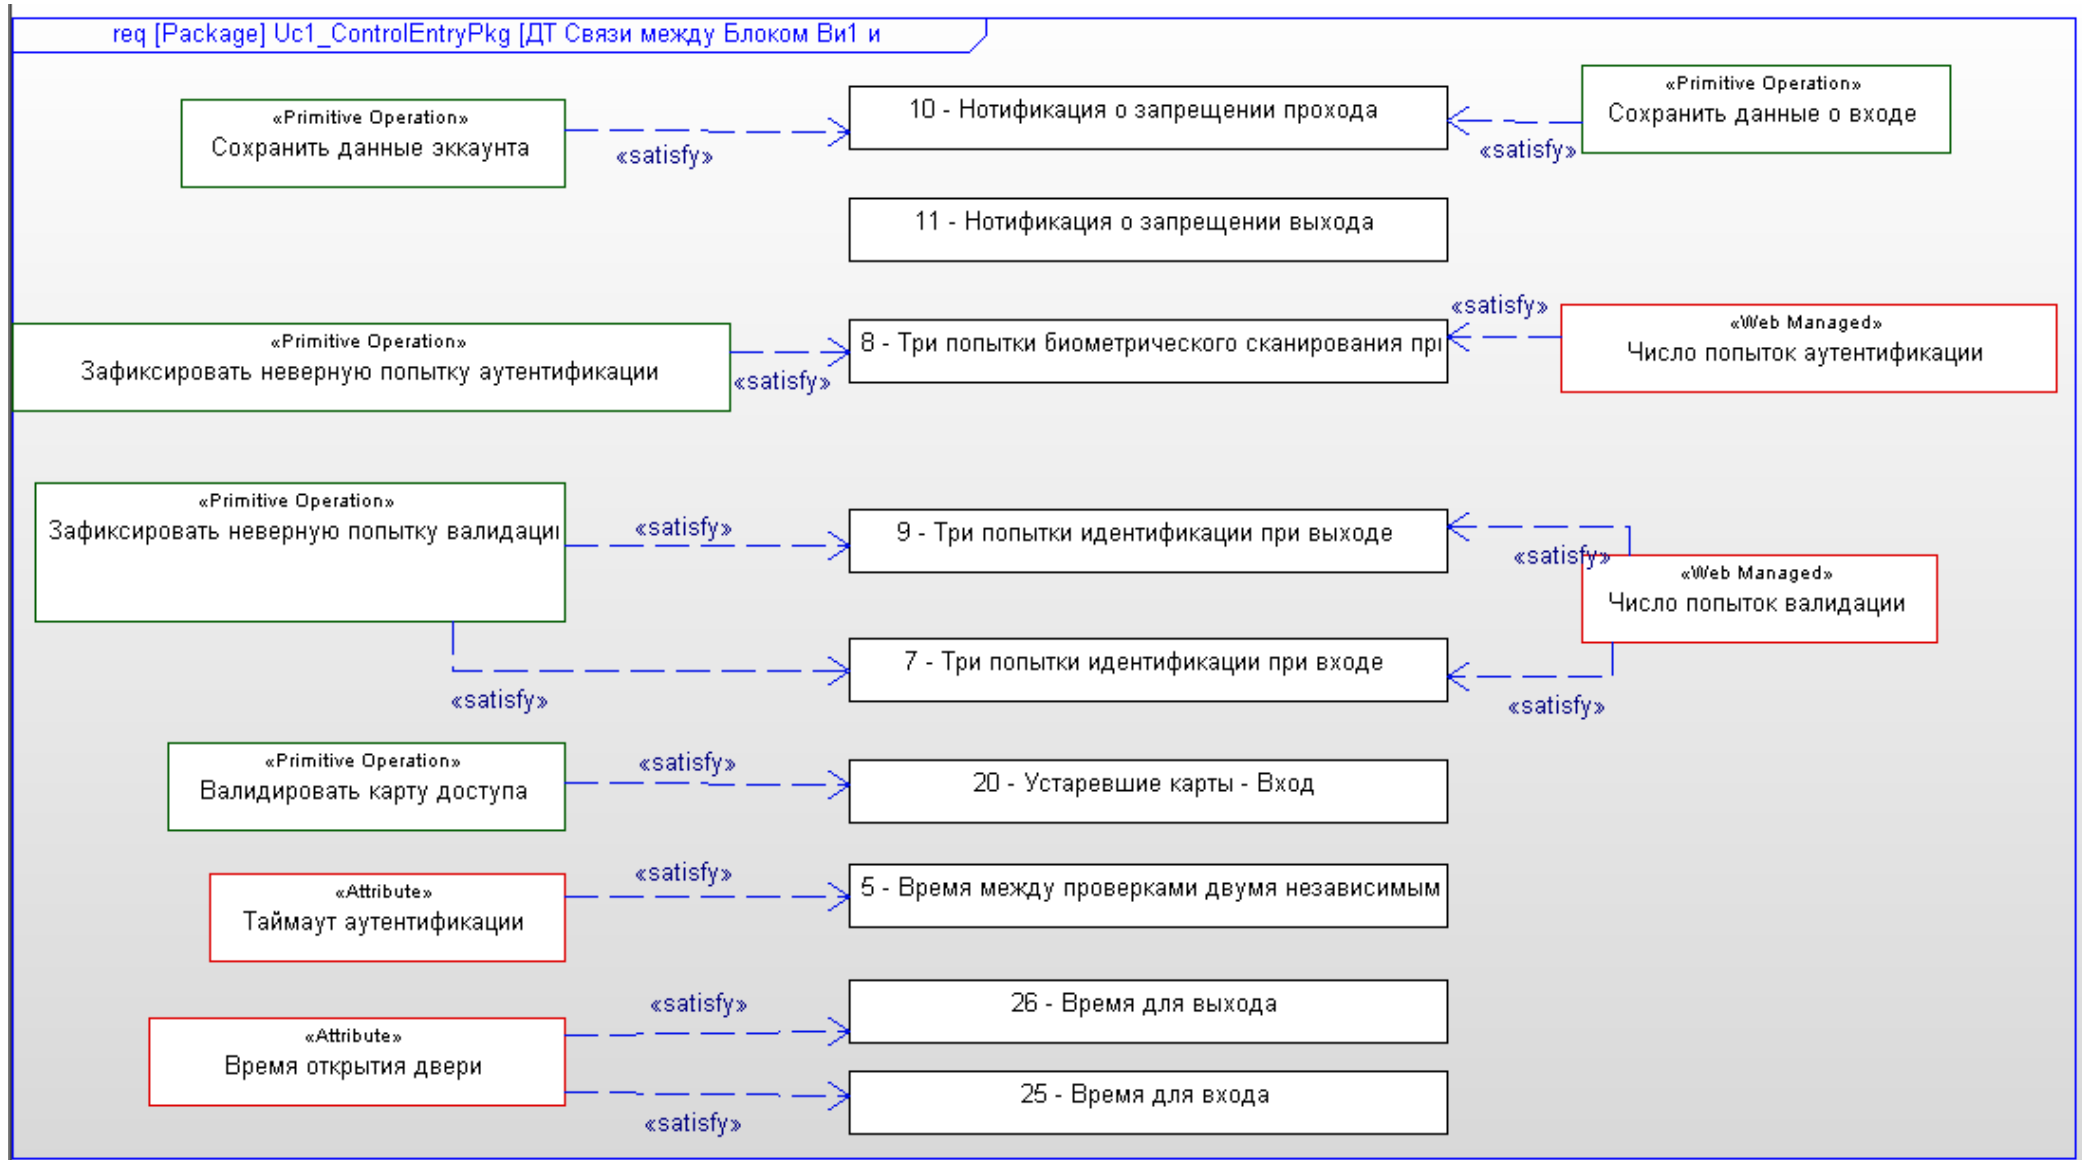 req [Package] Uc1_ControlEntryPkg [ДТ Связи между Блоком Ви1 и
«Primitive Operation»
Сохранить данные эккаунта
«satisfy»
10 - Нотификация о запрещении прохода
«satisfy»
«Primitive Operation»
Сохранить данные о входе
11 - Нотификация о запрещении выхода
«Primitive Operation»
Зафиксировать неверную попытку аутентификации
«satisfy»
8 - Три попытки биометрического сканирования при
«satisfy»
«Web Managed»
Число попыток аутентификации
«Primitive Operation»
Зафиксировать неверную попытку валидаци
«satisfy»
9 - Три попытки идентификации при выходе
«satisfy»
«Web Managed»
Число попыток валидации
«satisfy»
7 - Три попытки идентификации при входе
«satisfy»
«Primitive Operation»
Валидировать карту доступа
«satisfy»
20 - Устаревшие карты - Вход
«Attribute»
Таймаут аутентификации
«satisfy»
5 - Время между проверками двумя независимым
«Attribute»
Время открытия двери
«satisfy»
26 - Время для выхода
«satisfy»
25 - Время для входа